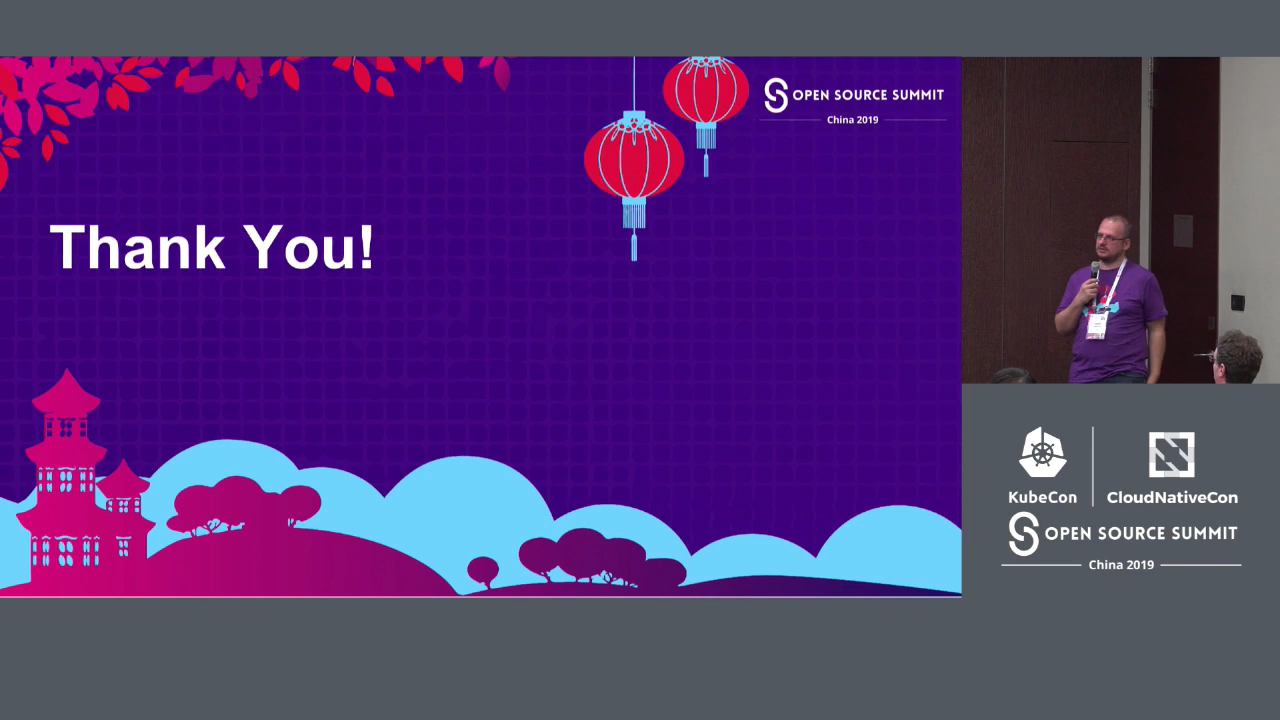 OPEN SOURCE SUMMIT
China 2019
Thank You!
KubeCon
CloudNativeCon
OPEN SOURCE SUMMIT
China 2019